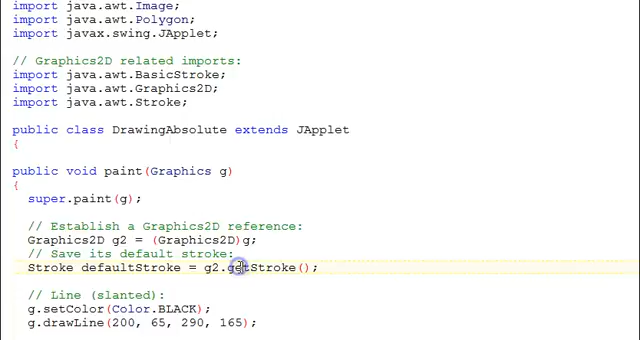 import java.awt.Image;
import java.awt.Polygon;
import javax.swing.JApplet;
// Graphics2D related imports:
import java.awt.BasicStroke;
import java.awt.Graphics2D;
import java.awt.Stroke;
public class DrawingAbsolute extends JApplet
{
public void paint(Graphics g)
{
super.paint(g);
// Establish a Graphics2D reference:
Graphics2D g2 = (Graphics2D)g;
// Save its default stroke:
Stroke defaultStroke = g2.getStroke();
// Line (slanted):
g.setColor(Color.BLACK);
g.drawLine(200, 65, 290, 165);